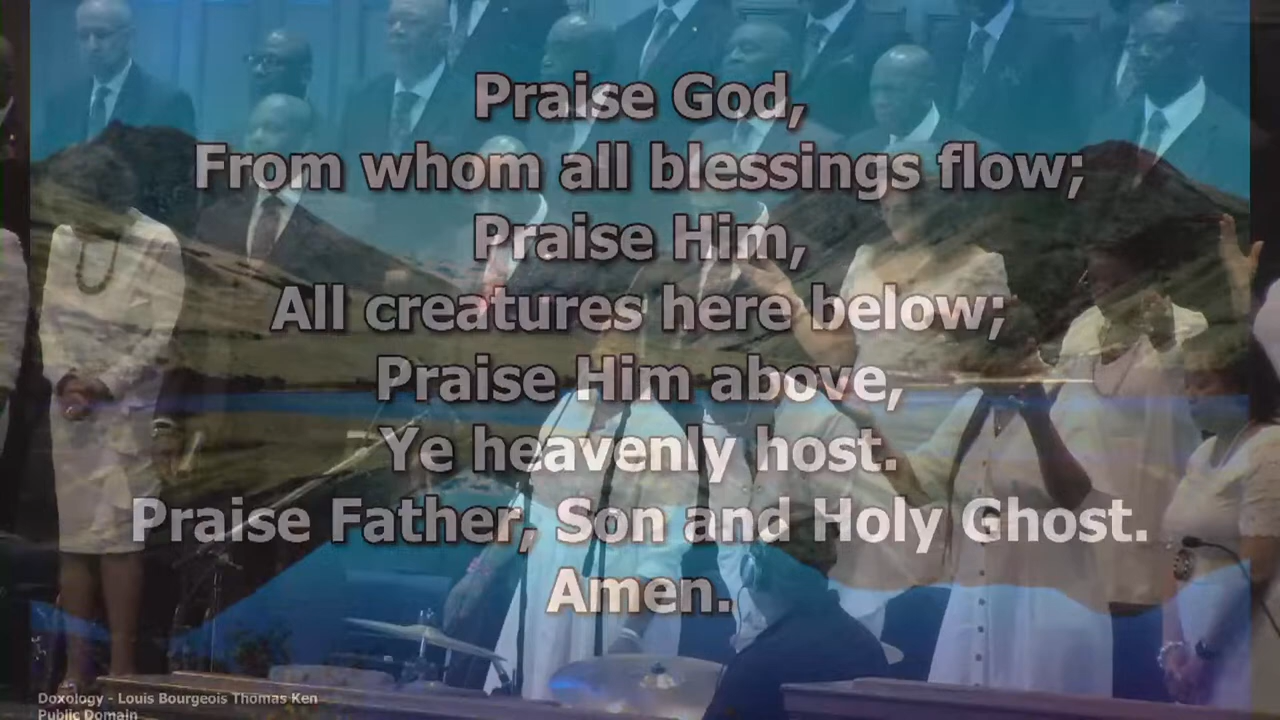 Praise God,
From whom all blessings flow;
Praise Him,
All creatures here below;
Praise Him above,
Ye heavenly host.
Praise Father, Son and Holy Ghost.
Amen.
Doxology - Louis Bourgeois Thomas Ken
Public Domain